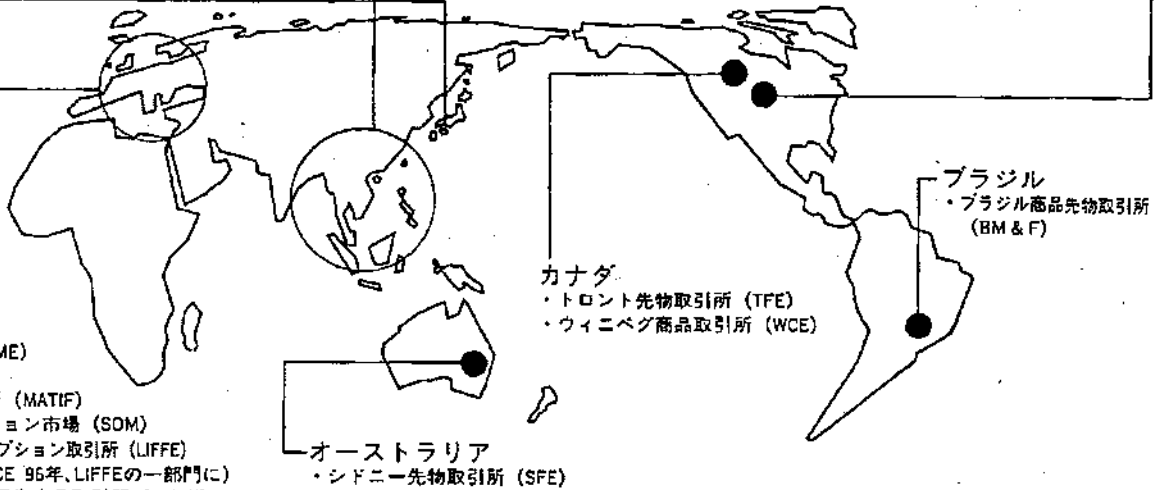 ブラジル
・ブラジル商品先物取引所
(BM & F)
カナダ
・トロント先物取引所 (TFE)
・ウィニペグ商品取引所 (WCE)
オーストラリア
・シドニー先物取引所 (SFE)
ME)
(MATIF)
ョン市場 (SOM)
プション取引所 (LIFFE)
CE '96年、LIFFEの一部門に)